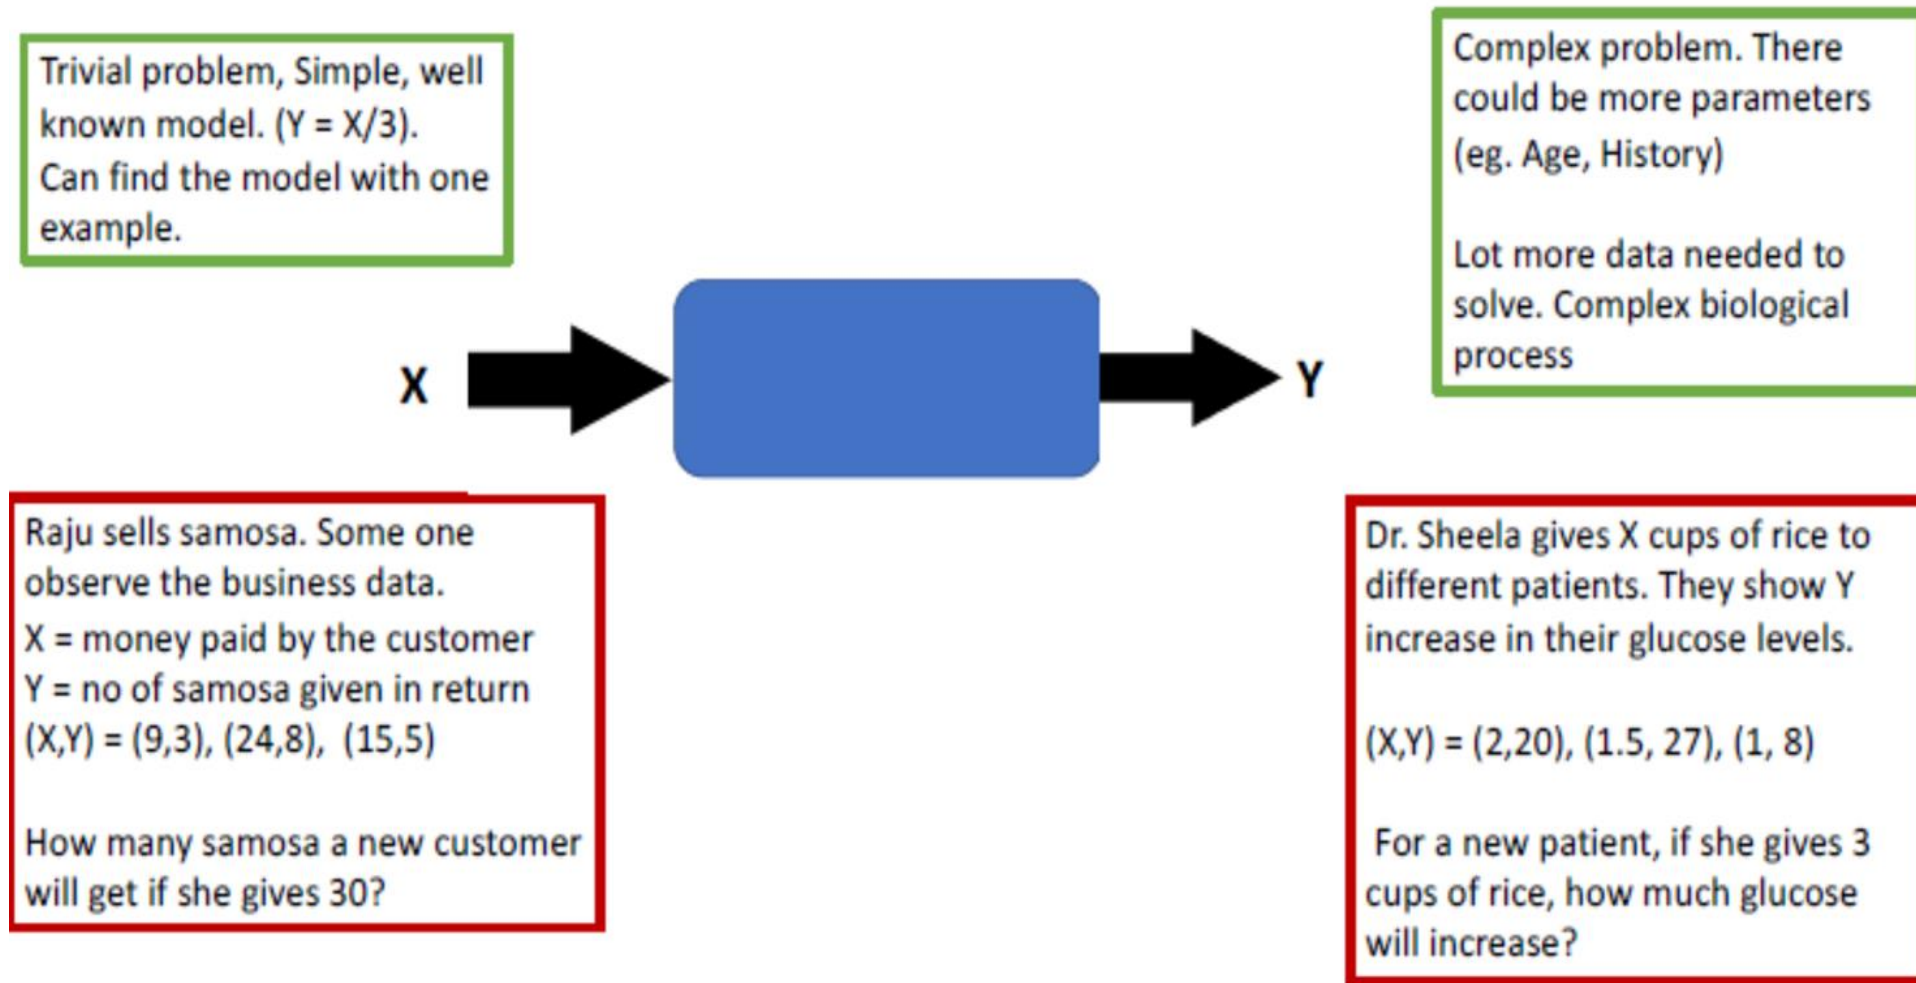 Trivial problem, Simple, well
known model. (Y = X/3).
Can find the model with one
example.
Complex problem. There
could be more parameters
(eg. Age, History)
Lot more data needed to
solve. Complex biological
process
X
Y
Raju sells samosa. Some one
observe the business data.
X = money paid by the customer
Y = no of samosa given in return
(X,Y) = (9,3), (24,8), (15,5)
How many samosa a new customer
will get if she gives 30?
Dr. Sheela gives X cups of rice to
different patients. They show Y
increase in their glucose levels.
(X,Y) = (2,20), (1.5, 27), (1, 8)
For a new patient, if she gives 3
cups of rice, how much glucose
will increase?